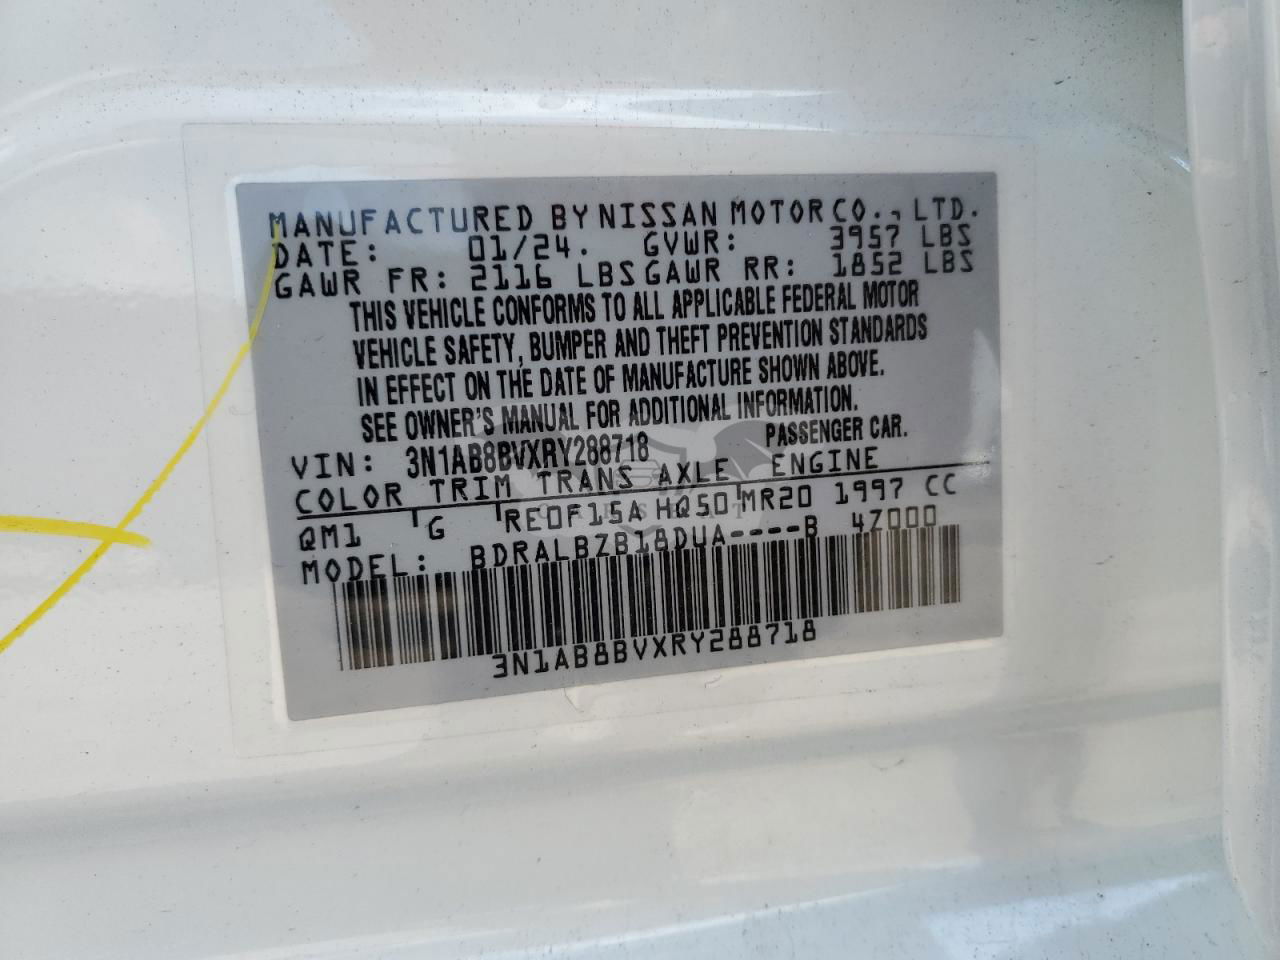 MANUFACTURED BY NISSAN MOTOR CO., LTD.
DATE: 01/24. GVWR: 3957 LBS
GAWR FR: 2116 LBS GAWR RR: 1852 LBS
THIS VEHICLE CONFORMS TO ALL APPLICABLE FEDERAL MOTOR
VEHICLE SAFETY, BUMPER AND THEFT PREVENTION STANDARDS
IN EFFECT ON THE DATE OF MANUFACTURE SHOWN ABOVE.
SEE OWNER'S MANUAL FOR ADDITIONAL INFORMATION.
VIN: 3N1AB8BVXRY288718 PASSENGER CAR.
COLOR TRIM TRANS AXLE ENGINE
QM1 G RE0F15A HQ50 MR20 1997 CC
MODEL: BDRALBZB18DUA----B 4Z000
3N1AB8BVXRY288718